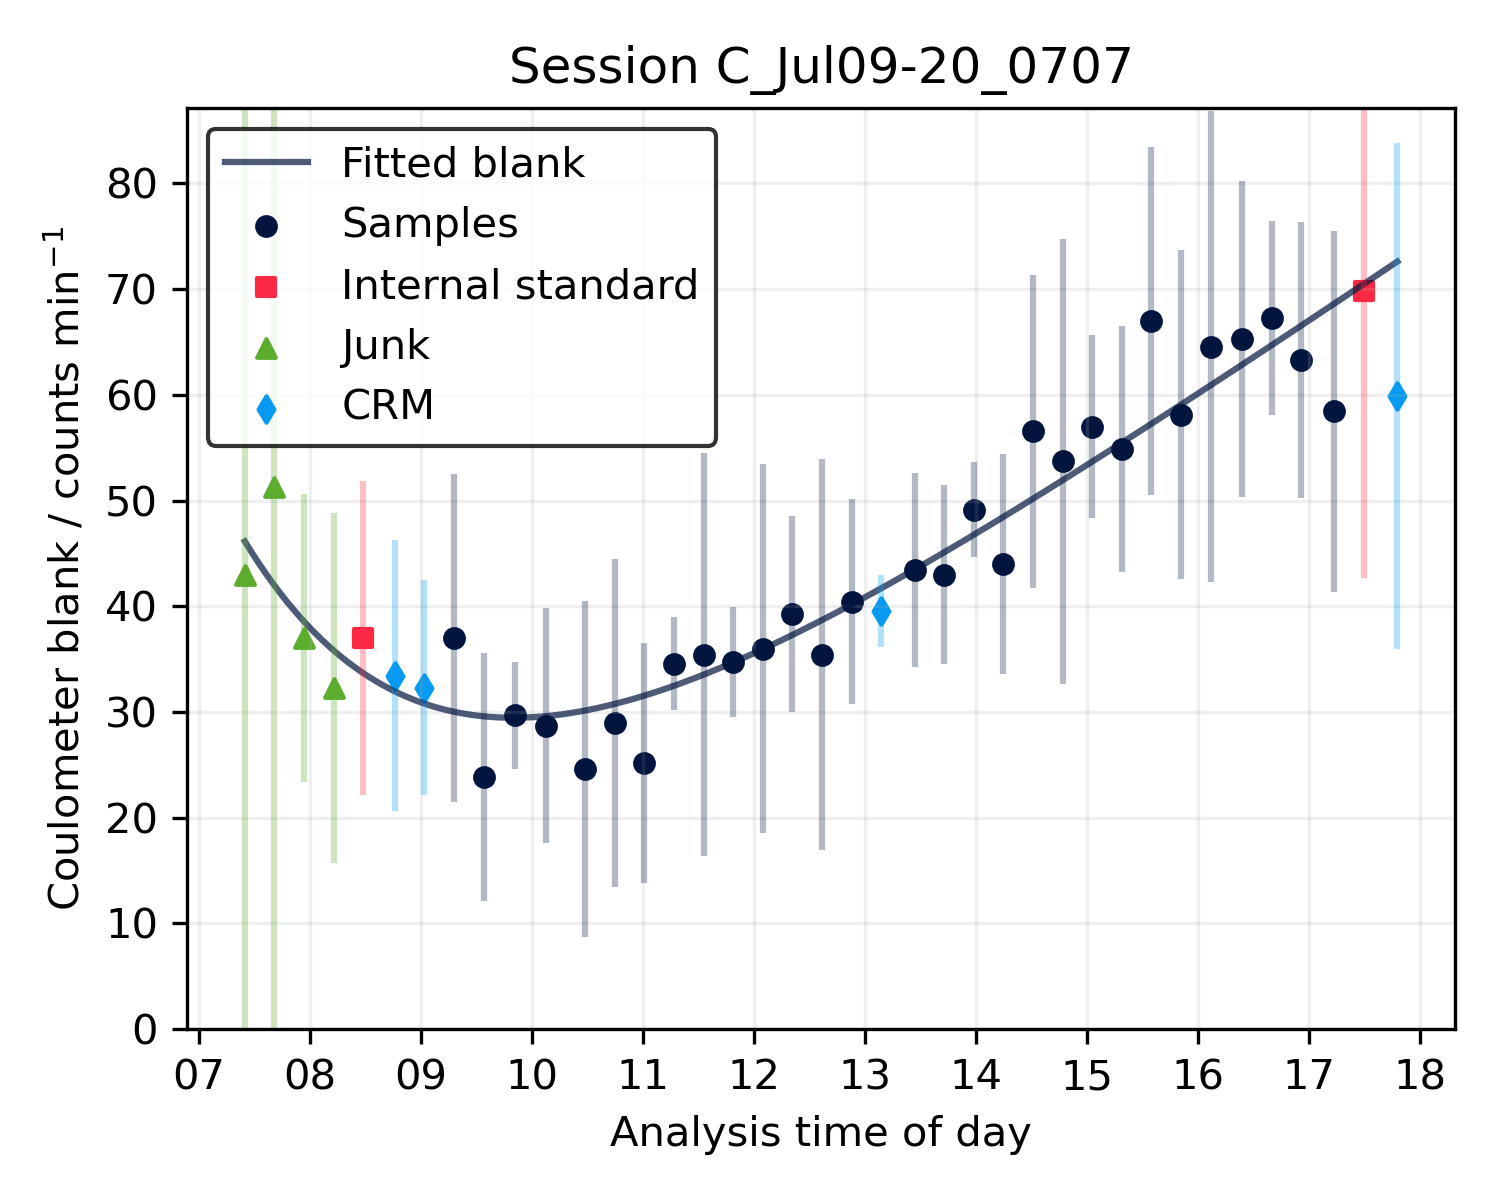 Session C_Jul09-20_0707
Fitted blank
Samples
Internal standard
Junk
CRM
Coulometer blank / counts min⁻¹
80
70
60
50
40
30
20
10
0
07 08 09 10 11 12 13 14 15 16 17 18
Analysis time of day